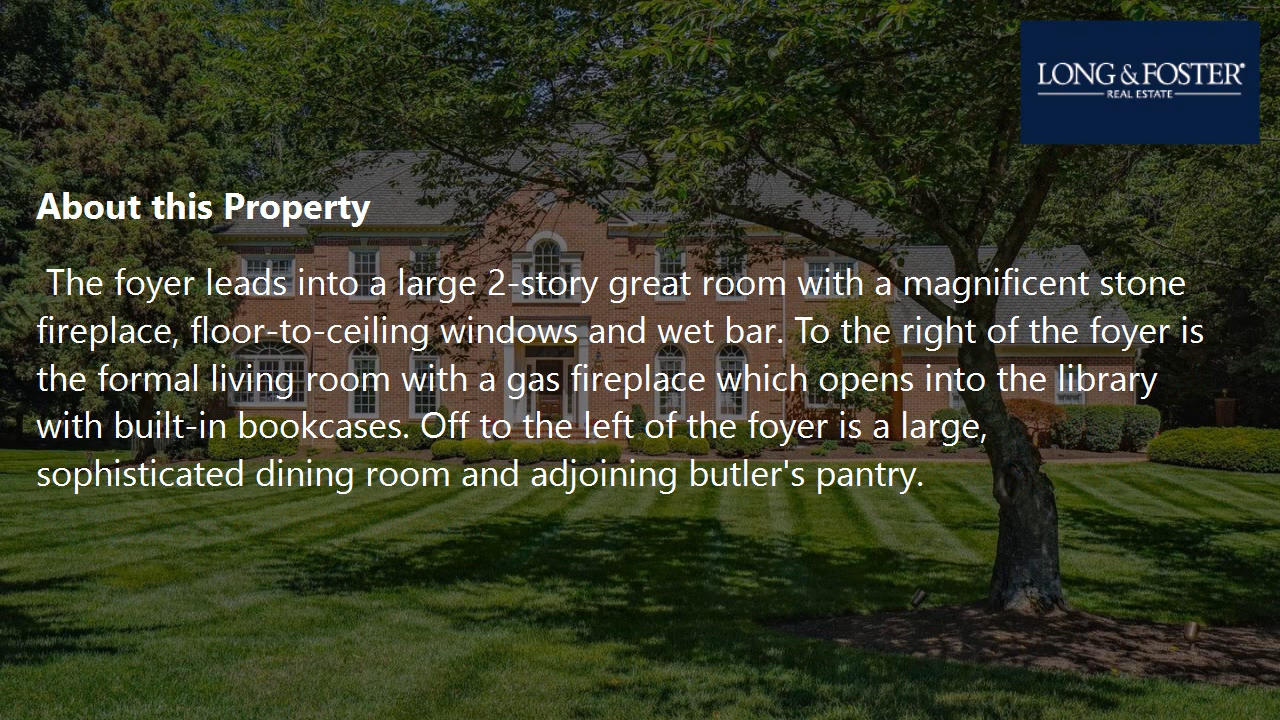 LONG & FOSTER®
REAL ESTATE
About this Property
The foyer leads into a large 2-story great room with a magnificent stone
fireplace, floor-to-ceiling windows and wet bar. To the right of the foyer is
the formal living room with a gas fireplace which opens into the library
with built-in bookcases. Off to the left of the foyer is a large,
sophisticated dining room and adjoining butler's pantry.